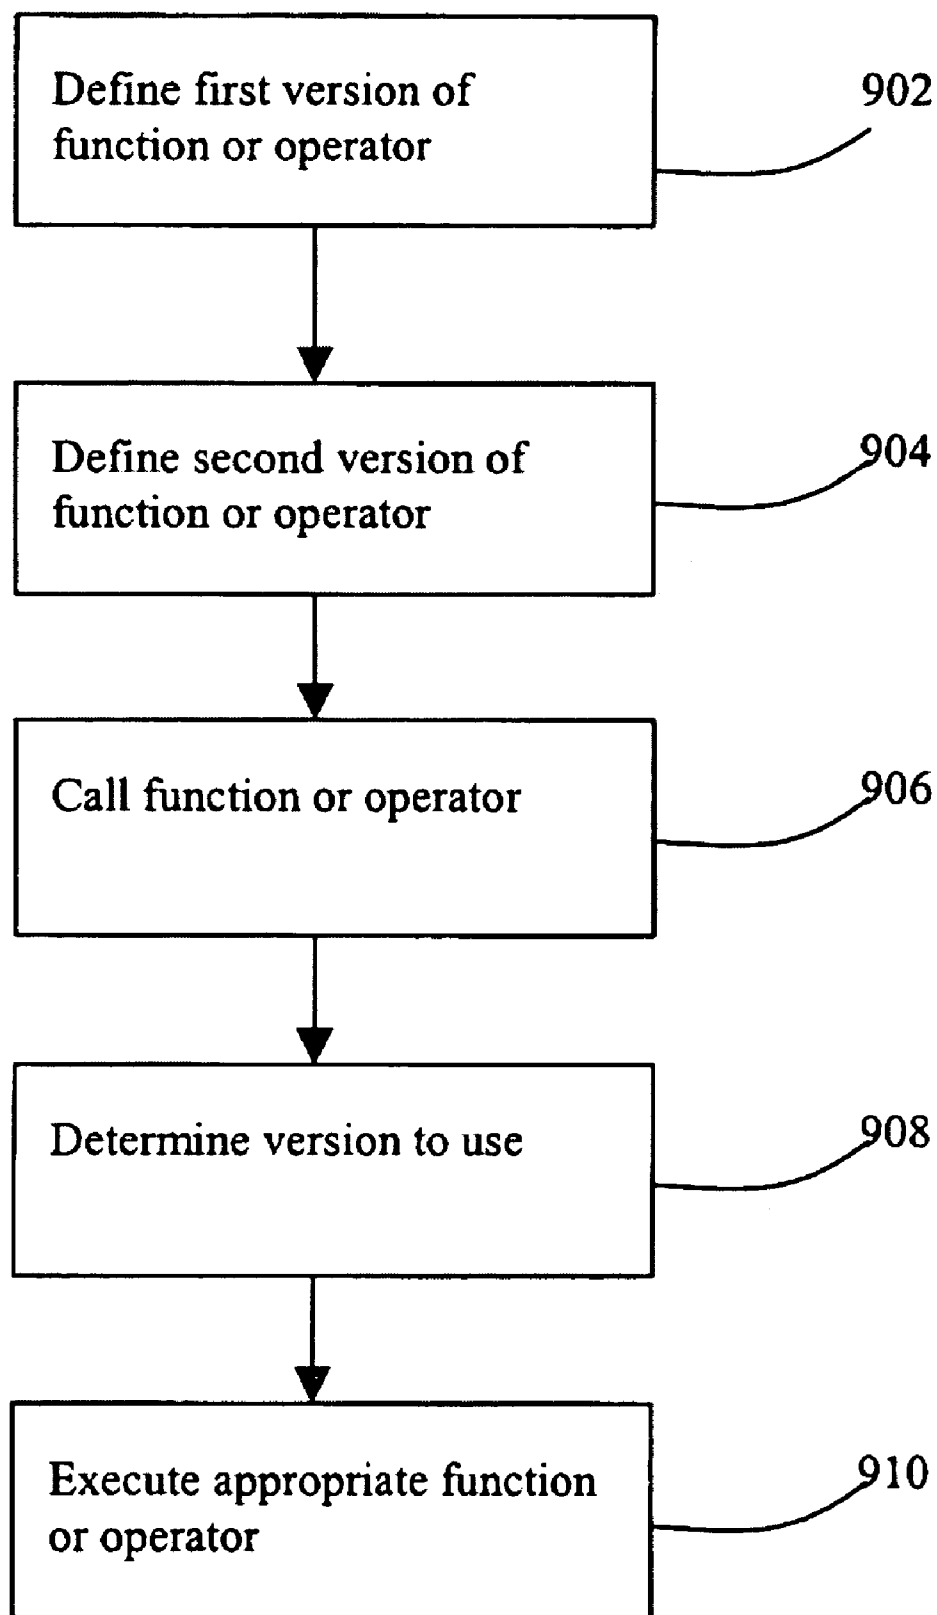 Define first version of
function or operator
902
Define second version of
function or operator
904
Call function or operator
906
Determine version to use
908
Execute appropriate function
or operator
910